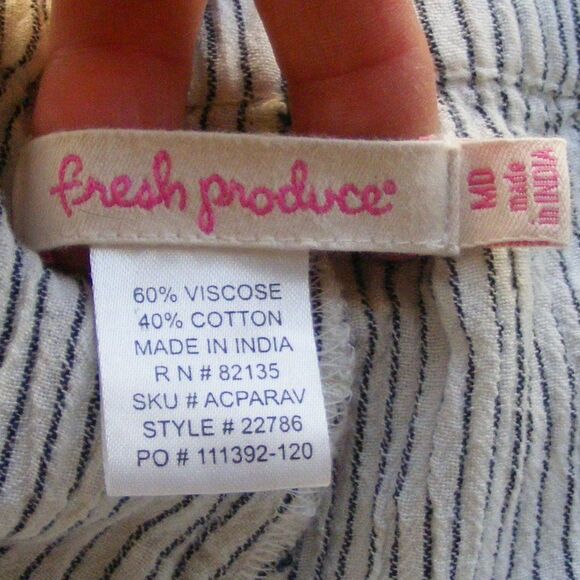 fresh produce®
MD
made
in INDIA
60% VISCOSE
40% COTTON
MADE IN INDIA
R N # 82135
SKU # ACPARAV
STYLE # 22786
PO # 111392-120